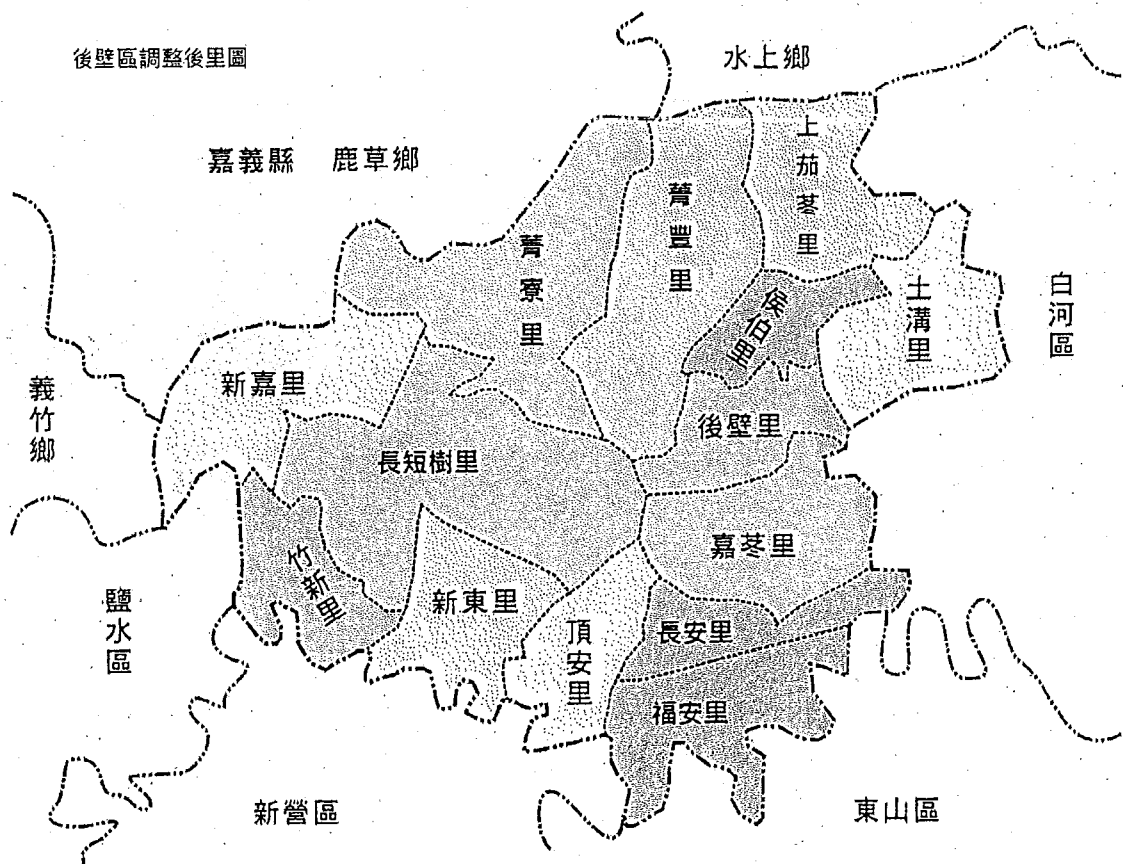 後壁區調整後里圖
水上鄉
嘉義縣 鹿草鄉
上茄苳里
菁豐里
菁寮里
侯伯里
土溝里
白河區
新嘉里
義竹鄉
後壁里
長短樹里
嘉苳里
竹新里
新東里
鹽水區
頂安里
長安里
福安里
新營區
東山區